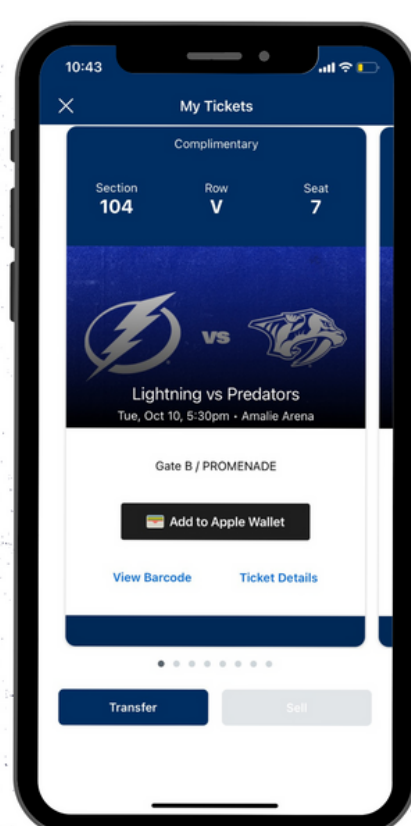 10:43
My Tickets
Complimentary
Section Row Seat
104 V 7
VS
Lightning vs Predators
Tue, Oct 10, 5:30pm • Amalie Arena
Gate B / PROMENADE
Add to Apple Wallet
View Barcode Ticket Details
Transfer Sell